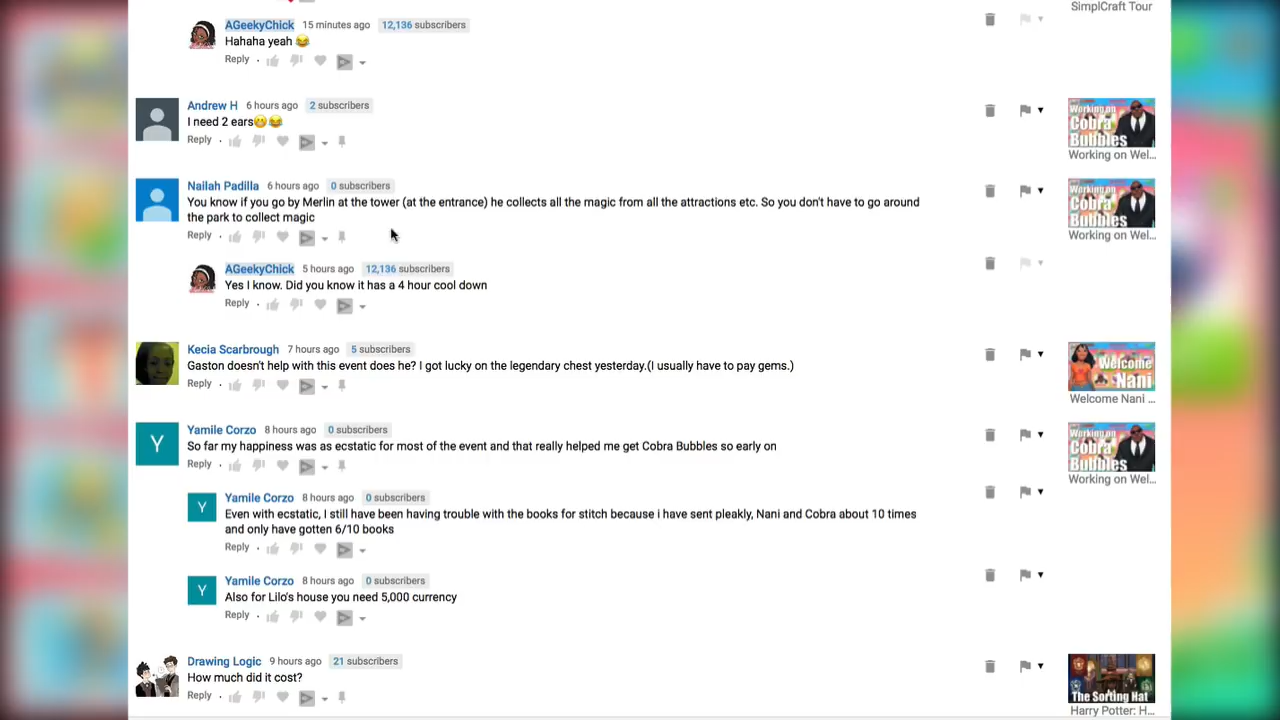 SimplCraft Tour
AGeekyChick 15 minutes ago 12,136 subscribers
Hahaha yeah 😂
Reply
Andrew H 6 hours ago 2 subscribers
I need 2 ears🤭😂
Reply
Working on
Cobra
Bubbles
Working on Wel...
Nailah Padilla 6 hours ago 0 subscribers
You know if you go by Merlin at the tower (at the entrance) he collects all the magic from all the attractions etc. So you don't have to go around
the park to collect magic
Reply
Working on
Cobra
Bubbles
Working on Wel...
AGeekyChick 5 hours ago 12,136 subscribers
Yes I know. Did you know it has a 4 hour cool down
Reply
Kecia Scarbrough 7 hours ago 5 subscribers
Gaston doesn't help with this event does he? I got lucky on the legendary chest yesterday.(I usually have to pay gems.)
Reply
Welcome
Nani
Welcome Nani ...
Y
Yamile Corzo 8 hours ago 0 subscribers
So far my happiness was as ecstatic for most of the event and that really helped me get Cobra Bubbles so early on
Reply
Working on
Cobra
Bubbles
Working on Wel...
Y
Yamile Corzo 8 hours ago 0 subscribers
Even with ecstatic, I still have been having trouble with the books for stitch because i have sent pleakly, Nani and Cobra about 10 times
and only have gotten 6/10 books
Reply
Y
Yamile Corzo 8 hours ago 0 subscribers
Also for Lilo's house you need 5,000 currency
Reply
Drawing Logic 9 hours ago 21 subscribers
How much did it cost?
Reply
The Sorting Hat
Harry Potter: H...